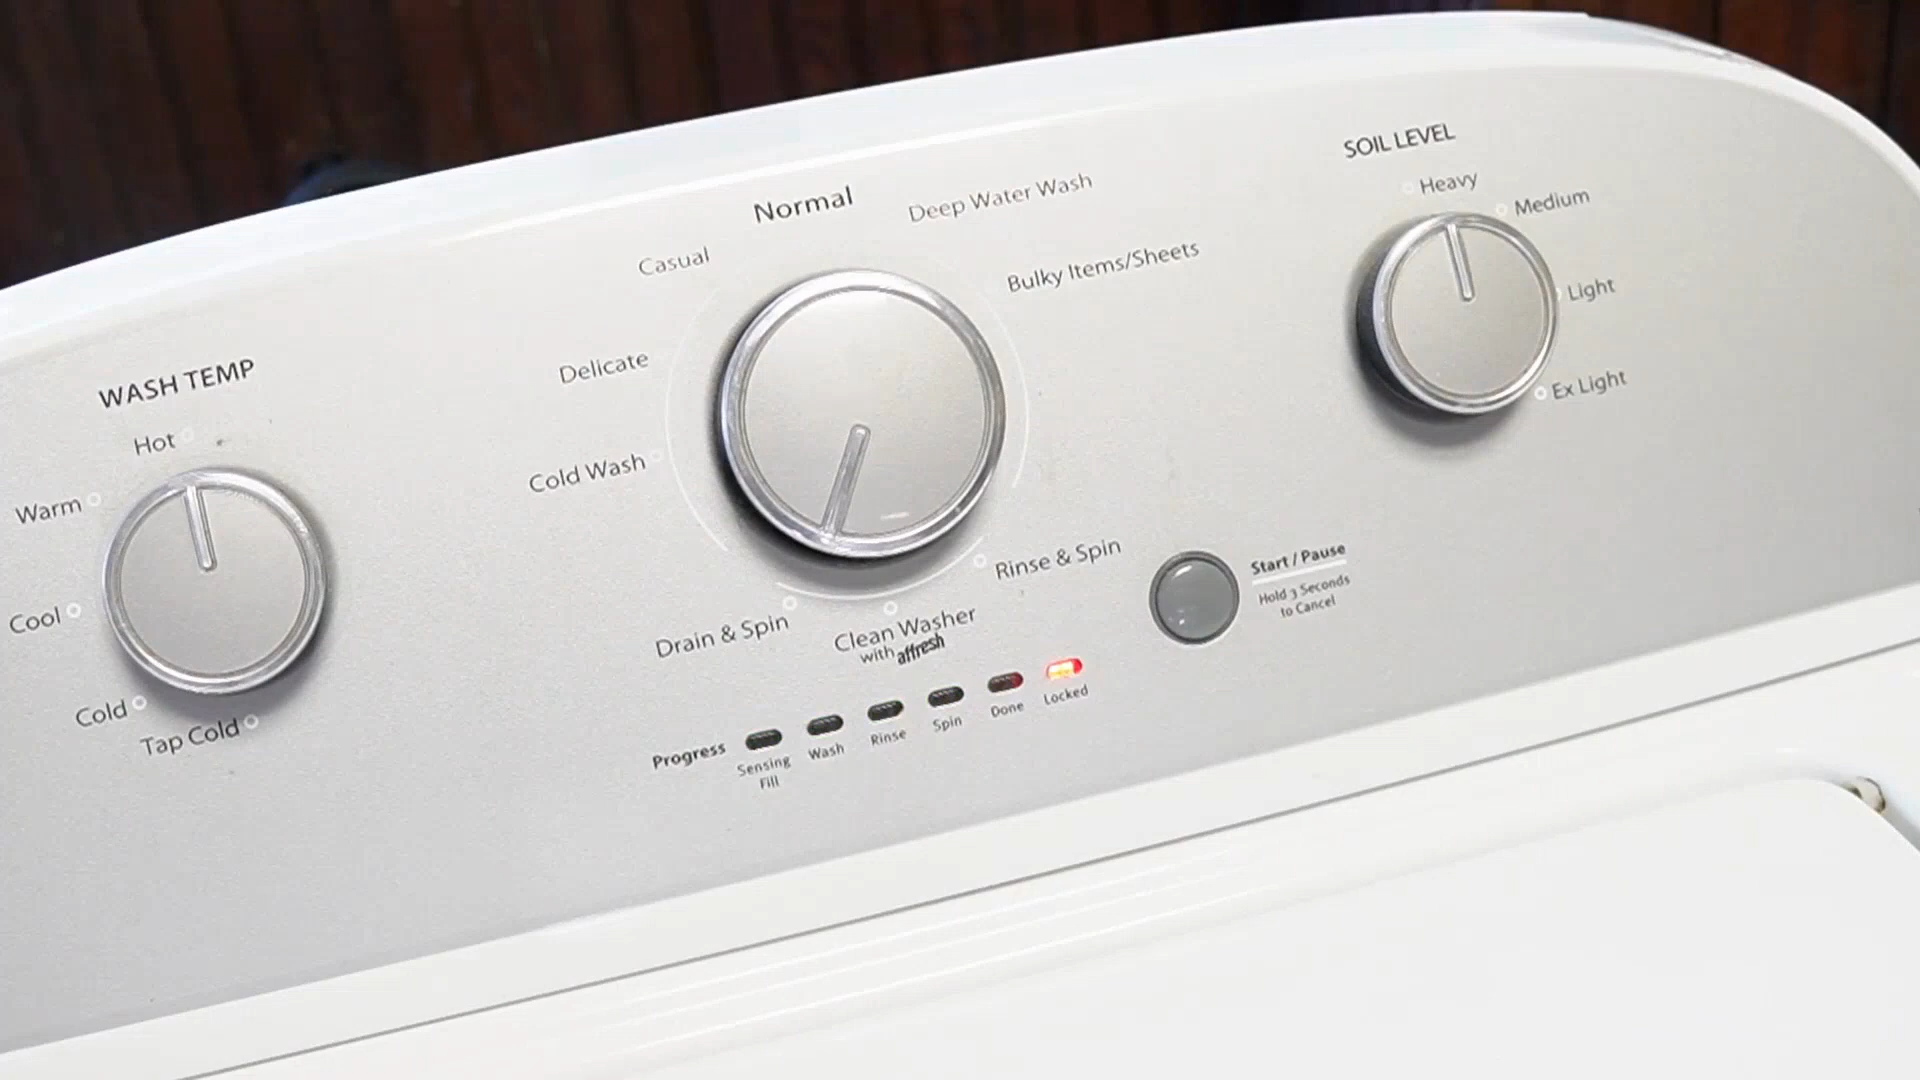 WASH TEMP
Hot
Warm
Cool
Cold
Tap Cold
Normal
Casual
Delicate
Cold Wash
Drain & Spin
Clean Washer
with affresh
Rinse & Spin
Bulky Items/Sheets
Deep Water Wash
SOIL LEVEL
Heavy
Medium
Light
Ex Light
Start / Pause
Hold 3 Seconds
to Cancel
Progress
Sensing
Fill
Wash
Rinse
Spin
Done
Locked